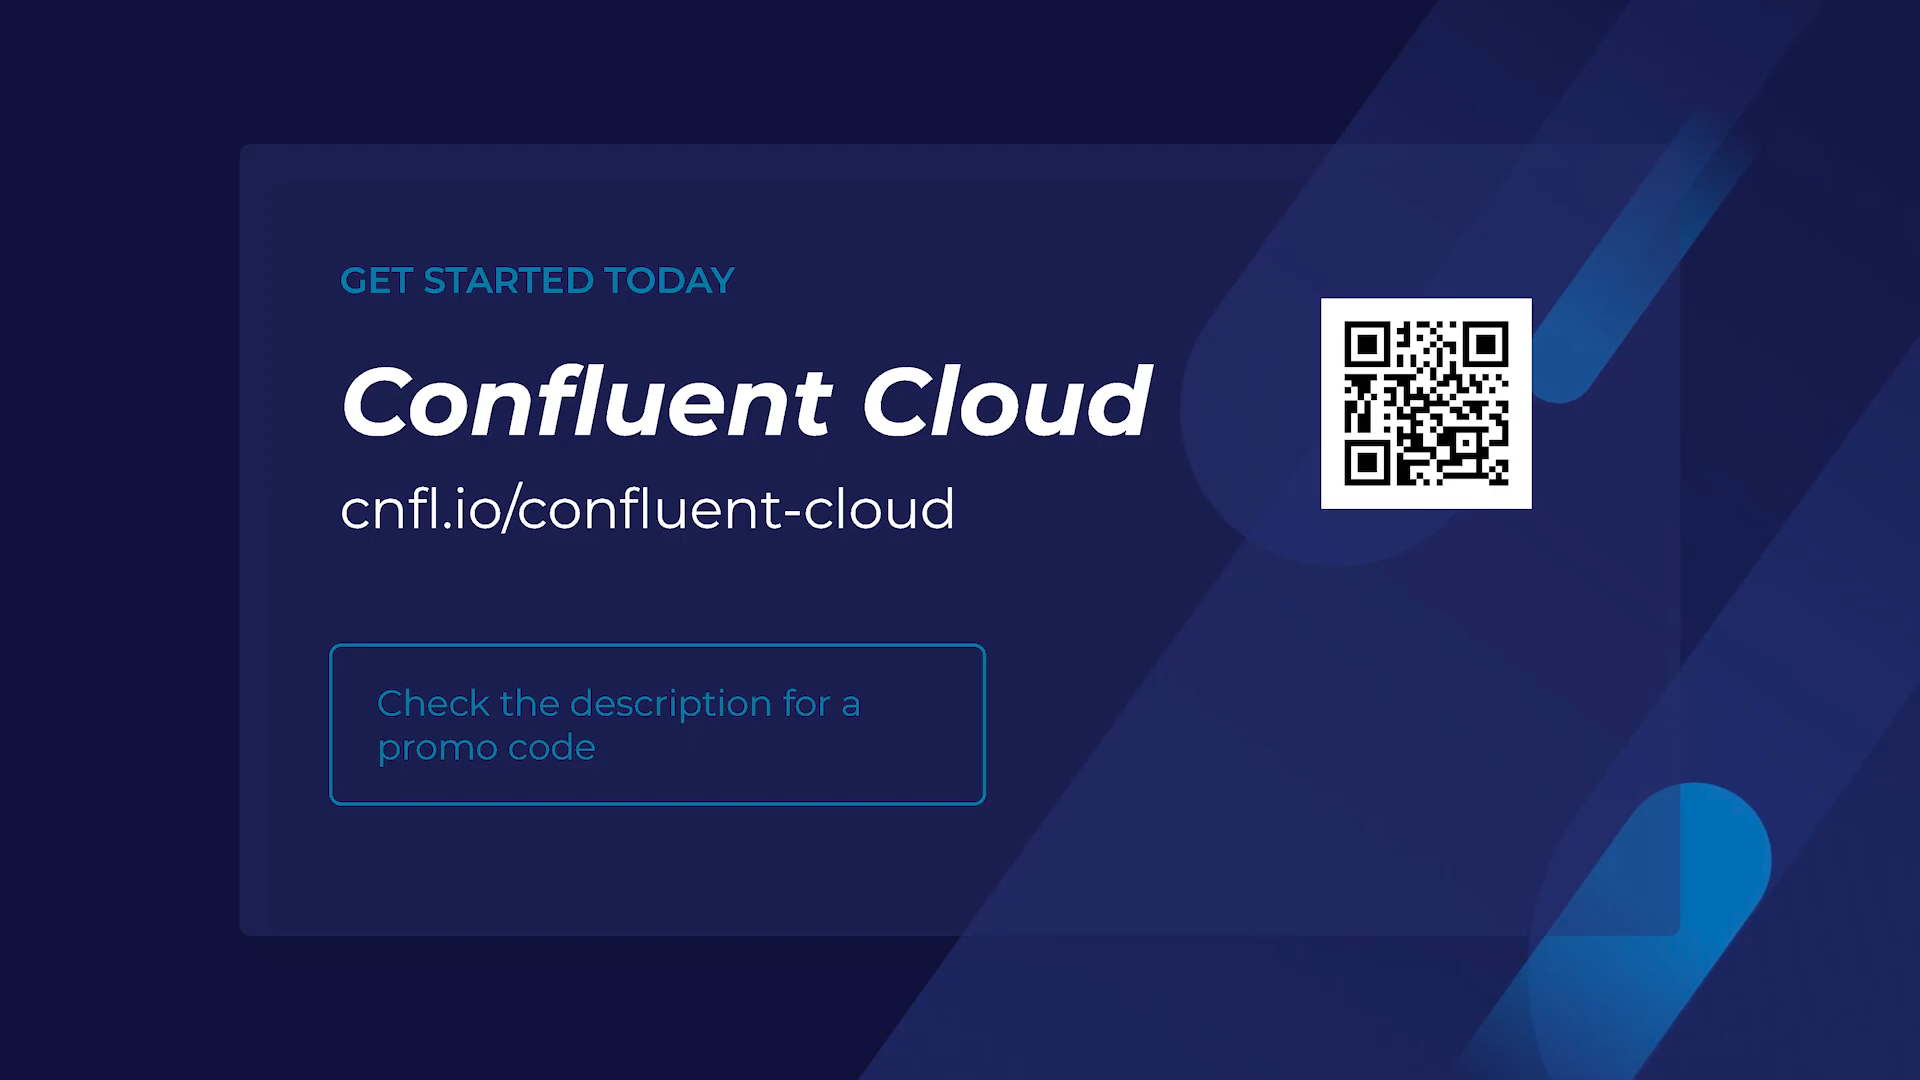 GET STARTED TODAY
Confluent Cloud
cnfl.io/confluent-cloud
Check the description for a
promo code